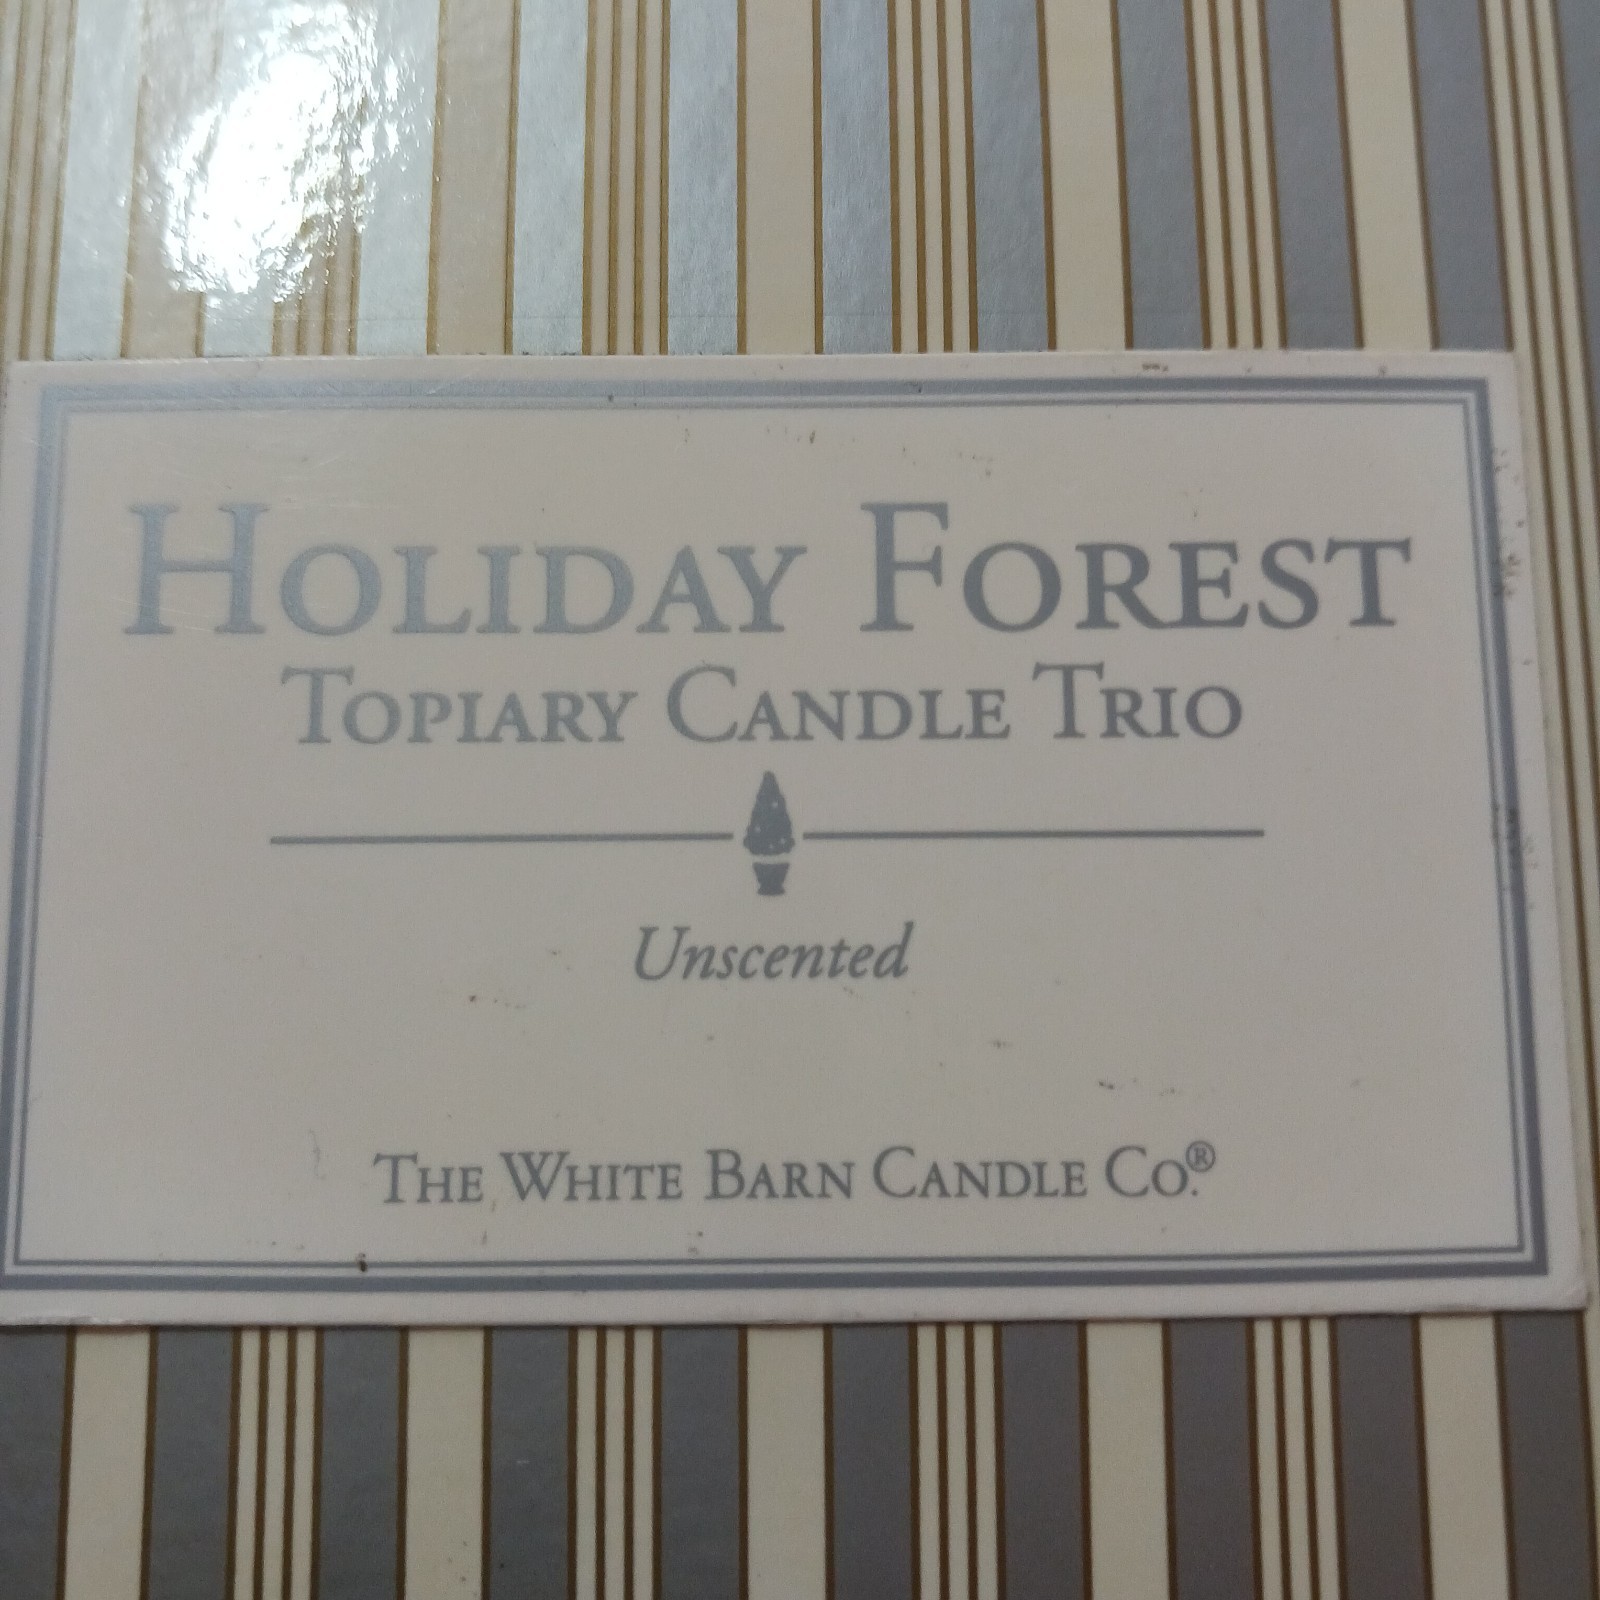 Holiday Forest
Topiary Candle Trio
Unscented
The White Barn Candle Co.®